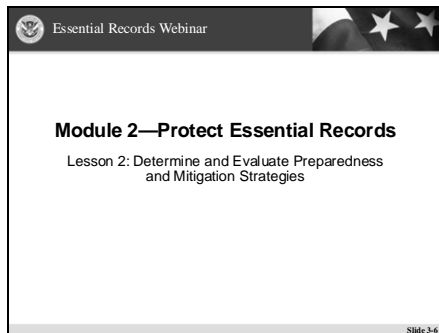 Essential Records Webinar
Module 2—Protect Essential Records
Lesson 2: Determine and Evaluate Preparedness
and Mitigation Strategies
Slide 3-6